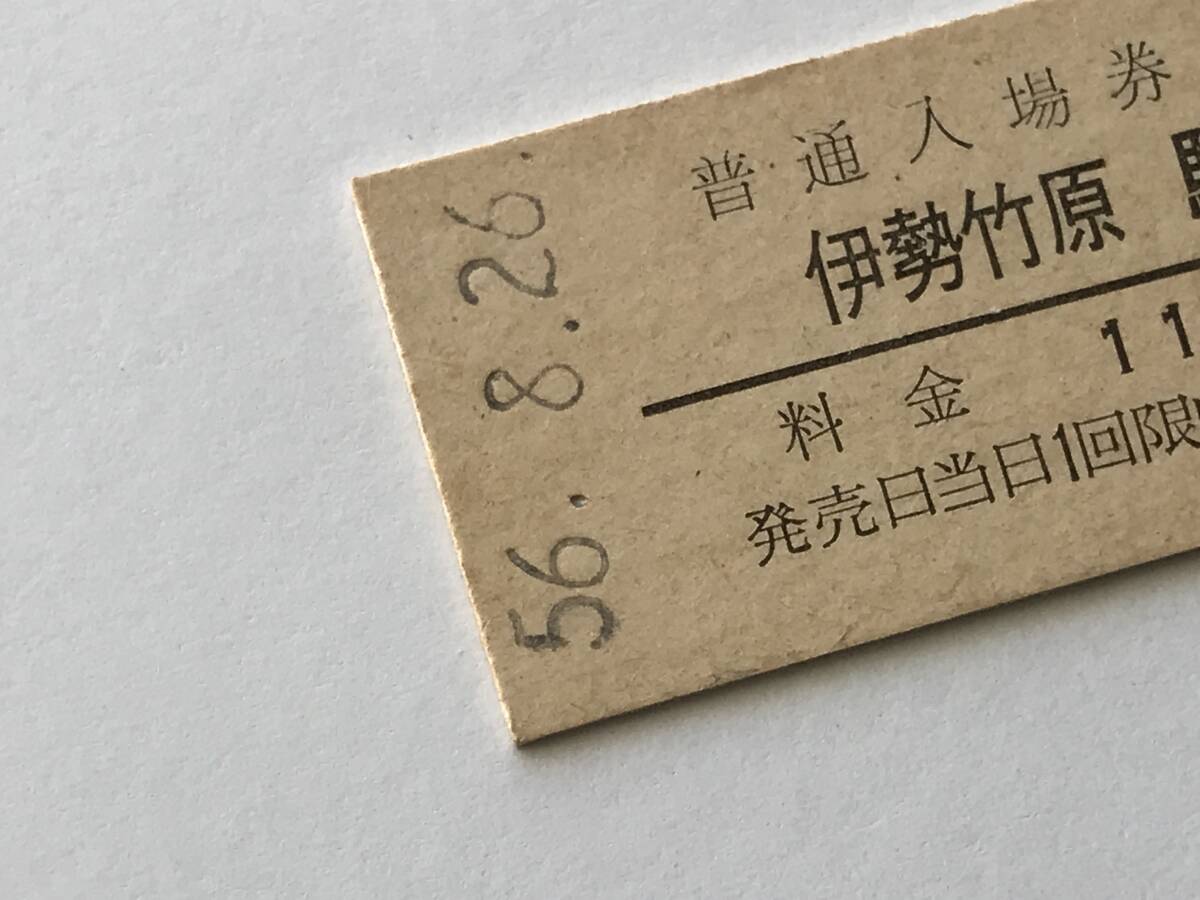 56. 8.26.
普通入場券
伊勢竹原
料金 11
発売日当日1回限